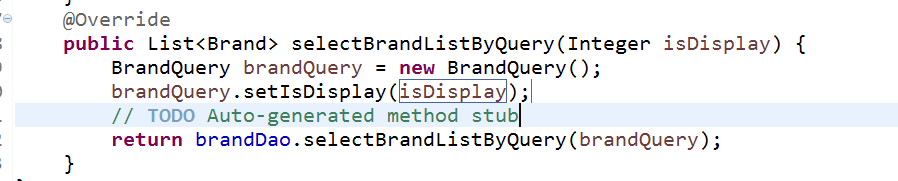 @Override
public List<Brand> selectBrandListByQuery(Integer isDisplay) {
BrandQuery brandQuery = new BrandQuery();
brandQuery.setIsDisplay(isDisplay);
// TODO Auto-generated method stub
return brandDao.selectBrandListByQuery(brandQuery);
}